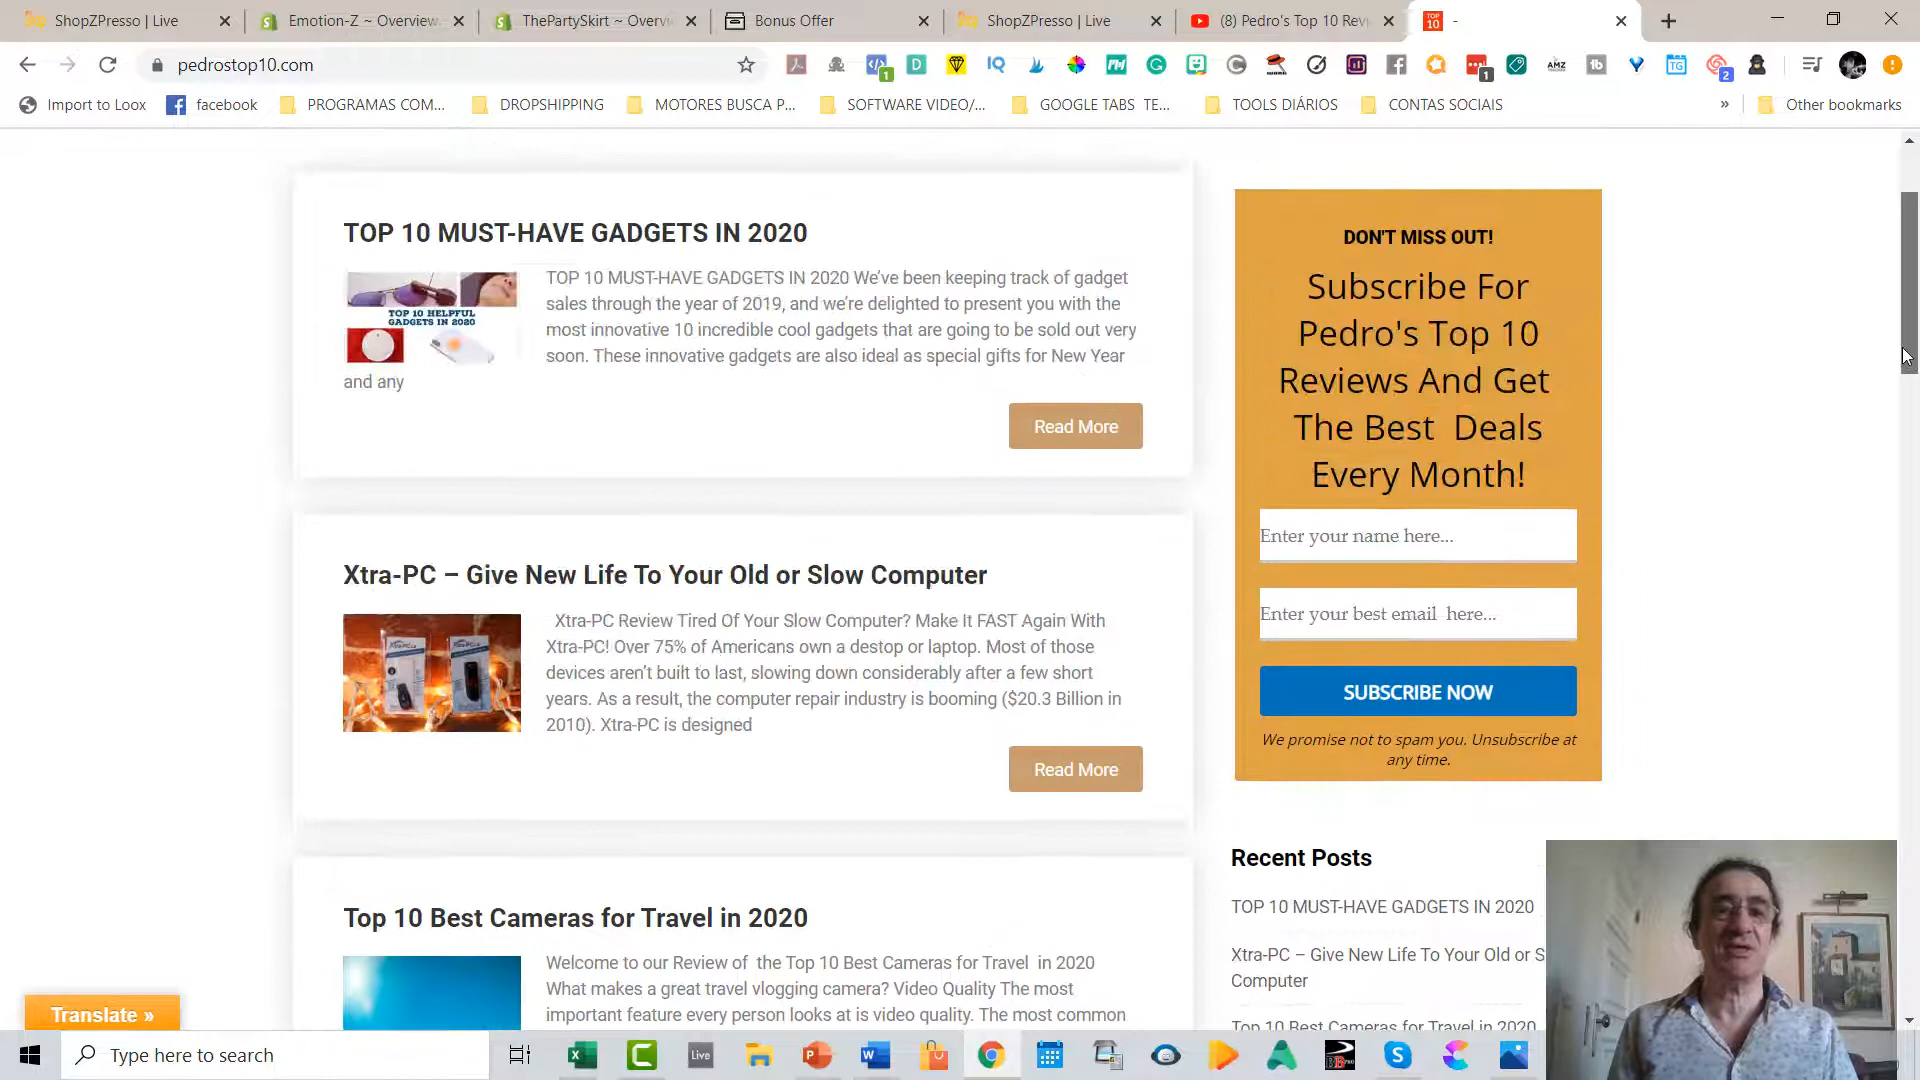 ShopZPresso | Live
Emotion-Z ~ Overview
ThePartySkirt ~ Overvi
Bonus Offer
ShopZPresso | Live
(8) Pedro's Top 10 Revi
-
pedrostop10.com
Import to Loox
facebook
PROGRAMAS COM...
DROPSHIPPING
MOTORES BUSCA P...
SOFTWARE VIDEO/...
GOOGLE TABS TE...
TOOLS DIÁRIOS
CONTAS SOCIAIS
»
Other bookmarks
TOP 10 MUST-HAVE GADGETS IN 2020
TOP 10 HELPFUL
GADGETS IN 2020
TOP 10 MUST-HAVE GADGETS IN 2020 We've been keeping track of gadget
sales through the year of 2019, and we're delighted to present you with the
most innovative 10 incredible cool gadgets that are going to be sold out very
soon. These innovative gadgets are also ideal as special gifts for New Year
and any
Read More
Xtra-PC – Give New Life To Your Old or Slow Computer
Xtra-PC Review Tired Of Your Slow Computer? Make It FAST Again With
Xtra-PC! Over 75% of Americans own a destop or laptop. Most of those
devices aren't built to last, slowing down considerably after a few short
years. As a result, the computer repair industry is booming ($20.3 Billion in
2010). Xtra-PC is designed
Read More
Top 10 Best Cameras for Travel in 2020
Welcome to our Review of the Top 10 Best Cameras for Travel in 2020
What makes a great travel vlogging camera? Video Quality The most
important feature every person looks at is video quality. The most common
DON'T MISS OUT!
Subscribe For
Pedro's Top 10
Reviews And Get
The Best Deals
Every Month!
Enter your name here...
Enter your best email here...
SUBSCRIBE NOW
We promise not to spam you. Unsubscribe at
any time.
Recent Posts
TOP 10 MUST-HAVE GADGETS IN 2020
Xtra-PC – Give New Life To Your Old or S
Computer
Top 10 Best Cameras for Travel in 2020
Translate »
Type here to search
Live